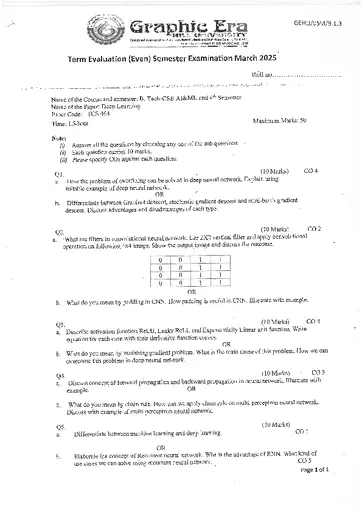 Graphic Era
HILL UNIVERSITY
Term Evaluation (Even) Semester Examination March 2025
Roll no
Name of the Course and semester: B. Tech-CSE AI&ML and 6th Semester
Name of the Paper: Deep Learning
Paper Code: TCS-464
Time: 1.5 hour Maximum Marks: 50
Note:
(i) Answer all the questions by choosing any one of the sub questions
(ii) Each question carries 10 marks.
(iii) Please specify COs against each question.
Q1. (10 Marks) CO 4
a. How the problem of overfitting can be solved in deep neural network. Explain using
suitable example of deep neural network.
OR
b. Differentiate between Gradient descent, stochastic gradient descent and mini-batch gradient
descent. Discuss advantages and disadvantages of each type.
Q2. (10 Marks) CO 2
a. What are filters in convolutional neural network. Use 2X2 vertical filter and apply convolutional
operation on following 4x4 image. Show the output image and discuss the outcome.
0 0 1 1
0 0 1 1
0 0 1 1
0 0 1 1
OR
b. What do you mean by padding in CNN. How padding is useful in CNN. Illustrate with example.
Q3. (10 Marks) CO 4
a. Describe activation function ReLU, Leaky ReLU, and Exponentially Linear unit function. Write
equation for each case with their derivative function curves.
OR
b. What do you mean by vanishing gradient problem. What is the main cause of this problem. How we can
overcome this problem in deep neural network.
Q4. (10 Marks)
a. Discuss concept of forward propagation and backward propagation in neural network. Illustrate with
example.
OR
b. What do you mean by chain rule. How can we apply chain rule on multi perceptron neural network.
Discuss with example of multi perceptron neural network.
Q5. (10 Marks)
a. Differentiate between machine learning and deep learning.
OR
b. Elaborate the concept of Recurrent neural network. What is the advantage of RNN. What kind of
use cases we can solve using recurrent neural network. CO 5
Page 1 of 1